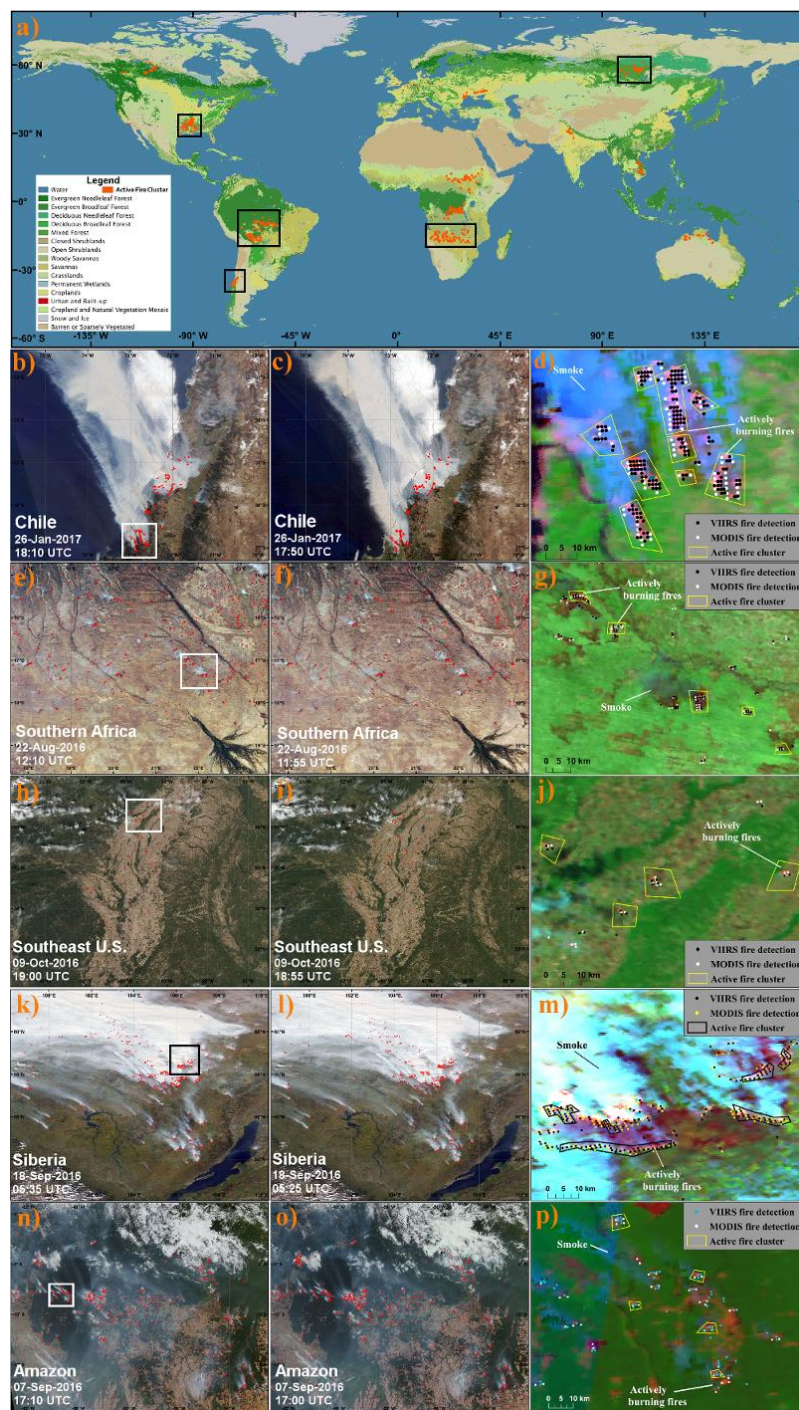 a)
60° N
30° N
0°
-30°
-60°
-135° W
-90° W
-45°
0°
90° E
135° E
Legend
Water Active Fire Cluster
Evergreen Needleleaf Forest
Evergreen Broadleaf Forest
Deciduous Needleleaf Forest
Deciduous Broadleaf Forest
Mixed Forest
Closed Shrublands
Open Shrublands
Woody Savannas
Savannas
Grasslands
Permanent Wetlands
Croplands
Urban and Built-up
Cropland and Natural Vegetation Mosaic
Snow and Ice
Barren or Sparsely Vegetated
b)
Chile
26-Jan-2017
18:10 UTC
c)
Chile
26-Jan-2017
17:50 UTC
d)
Smoke
Actively
burning fires
VIIRS fire detection
MODIS fire detection
Active fire cluster
0 5 10 km
e)
Southern Africa
22-Aug-2016
12:10 UTC
f)
Southern Africa
22-Aug-2016
11:55 UTC
g)
VIIRS fire detection
MODIS fire detection
Active fire cluster
Actively
burning fires
Smoke
0 5 10 km
h)
Southeast U.S.
09-Oct-2016
19:00 UTC
i)
Southeast U.S.
09-Oct-2016
18:55 UTC
j)
Actively
burning fires
VIIRS fire detection
MODIS fire detection
Active fire cluster
0 5 10 km
k)
Siberia
18-Sep-2016
05:35 UTC
l)
Siberia
18-Sep-2016
05:25 UTC
m)
VIIRS fire detection
MODIS fire detection
Active fire cluster
Smoke
Actively
burning fires
0 5 10 km
n)
Amazon
07-Sep-2016
17:10 UTC
o)
Amazon
07-Sep-2016
17:00 UTC
p)
VIIRS fire detection
MODIS fire detection
Active fire cluster
Smoke
Actively
burning fires
0 5 10 km